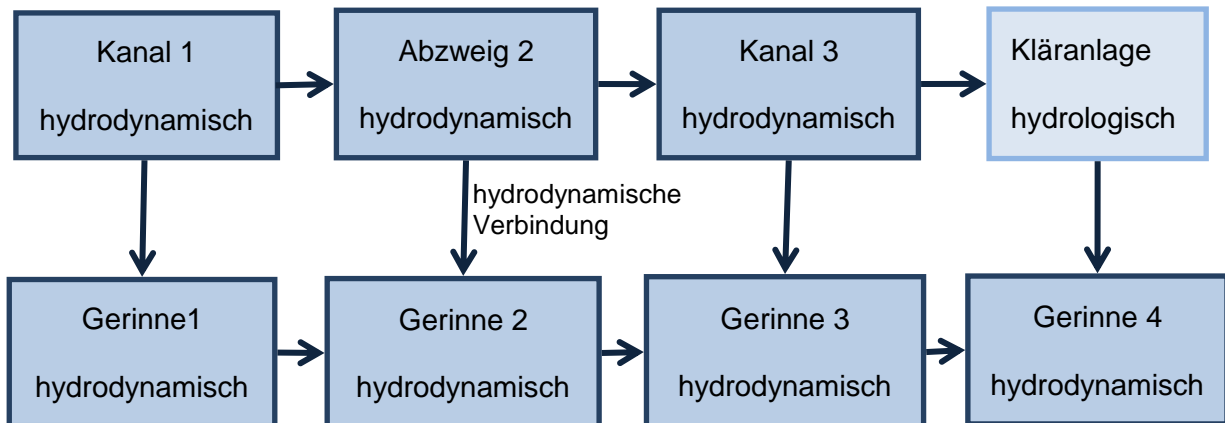 Kanal 1
hydrodynamisch
Abzweig 2
hydrodynamisch
Kanal 3
hydrodynamisch
Kläranlage
hydrologisch
hydrodynamische
Verbindung
Gerinne1
hydrodynamisch
Gerinne 2
hydrodynamisch
Gerinne 3
hydrodynamisch
Gerinne 4
hydrodynamisch